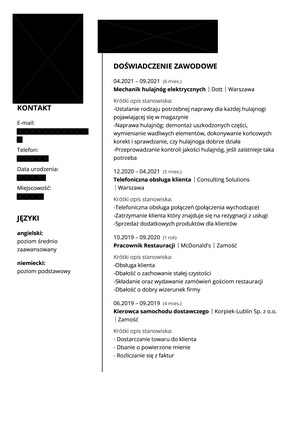 KONTAKT
E-mail:
Telefon:
Data urodzenia:
Miejscowość:
JĘZYKI
angielski:
poziom średnio
zaawansowany
niemiecki:
poziom podstawowy
DOŚWIADCZENIE ZAWODOWE
04.2021 – 09.2021 (6 mies.)
Mechanik hulajnóg elektrycznych | Dott | Warszawa
Krótki opis stanowiska:
-Ustalanie rodzaju potrzebnej naprawy dla każdej hulajnogi
pojawiającej się w magazynie
-Naprawa hulajnóg: demontaż uszkodzonych części,
wymienianie wadliwych elementów, dokonywanie końcowych
korekt i sprawdzanie, czy hulajnoga dobrze działa
-Przeprowadzanie kontroli jakości hulajnóg, jeśli zaistnieje taka
potrzeba
12.2020 – 04.2021 (5 mies.)
Telefoniczna obsługa klienta | Consulting Solutions
| Warszawa
Krótki opis stanowiska:
-Telefoniczna obsługa połączeń (połączenia wychodzące)
-Zatrzymanie klienta który znajduje się na rezygnacji z usługi
-Sprzedaż dodatkowych produktów dla klientów
10.2019 – 09.2020 (1 rok)
Pracownik Restauracji | McDonald's | Zamość
Krótki opis stanowiska:
-Obsługa klienta
-Dbałość o zachowanie stałej czystości
-Składanie oraz wydawanie zamówień gościom restauracji
-Dbałość o dobry wizerunek firmy
06.2019 – 09.2019 (4 mies.)
Kierowca samochodu dostawczego | Korpiek-Lublin Sp. z o.o.
| Zamość
Krótki opis stanowiska:
- Dostarczanie towaru do klienta
- Dbanie o powierzone mienie
- Rozliczanie się z faktur